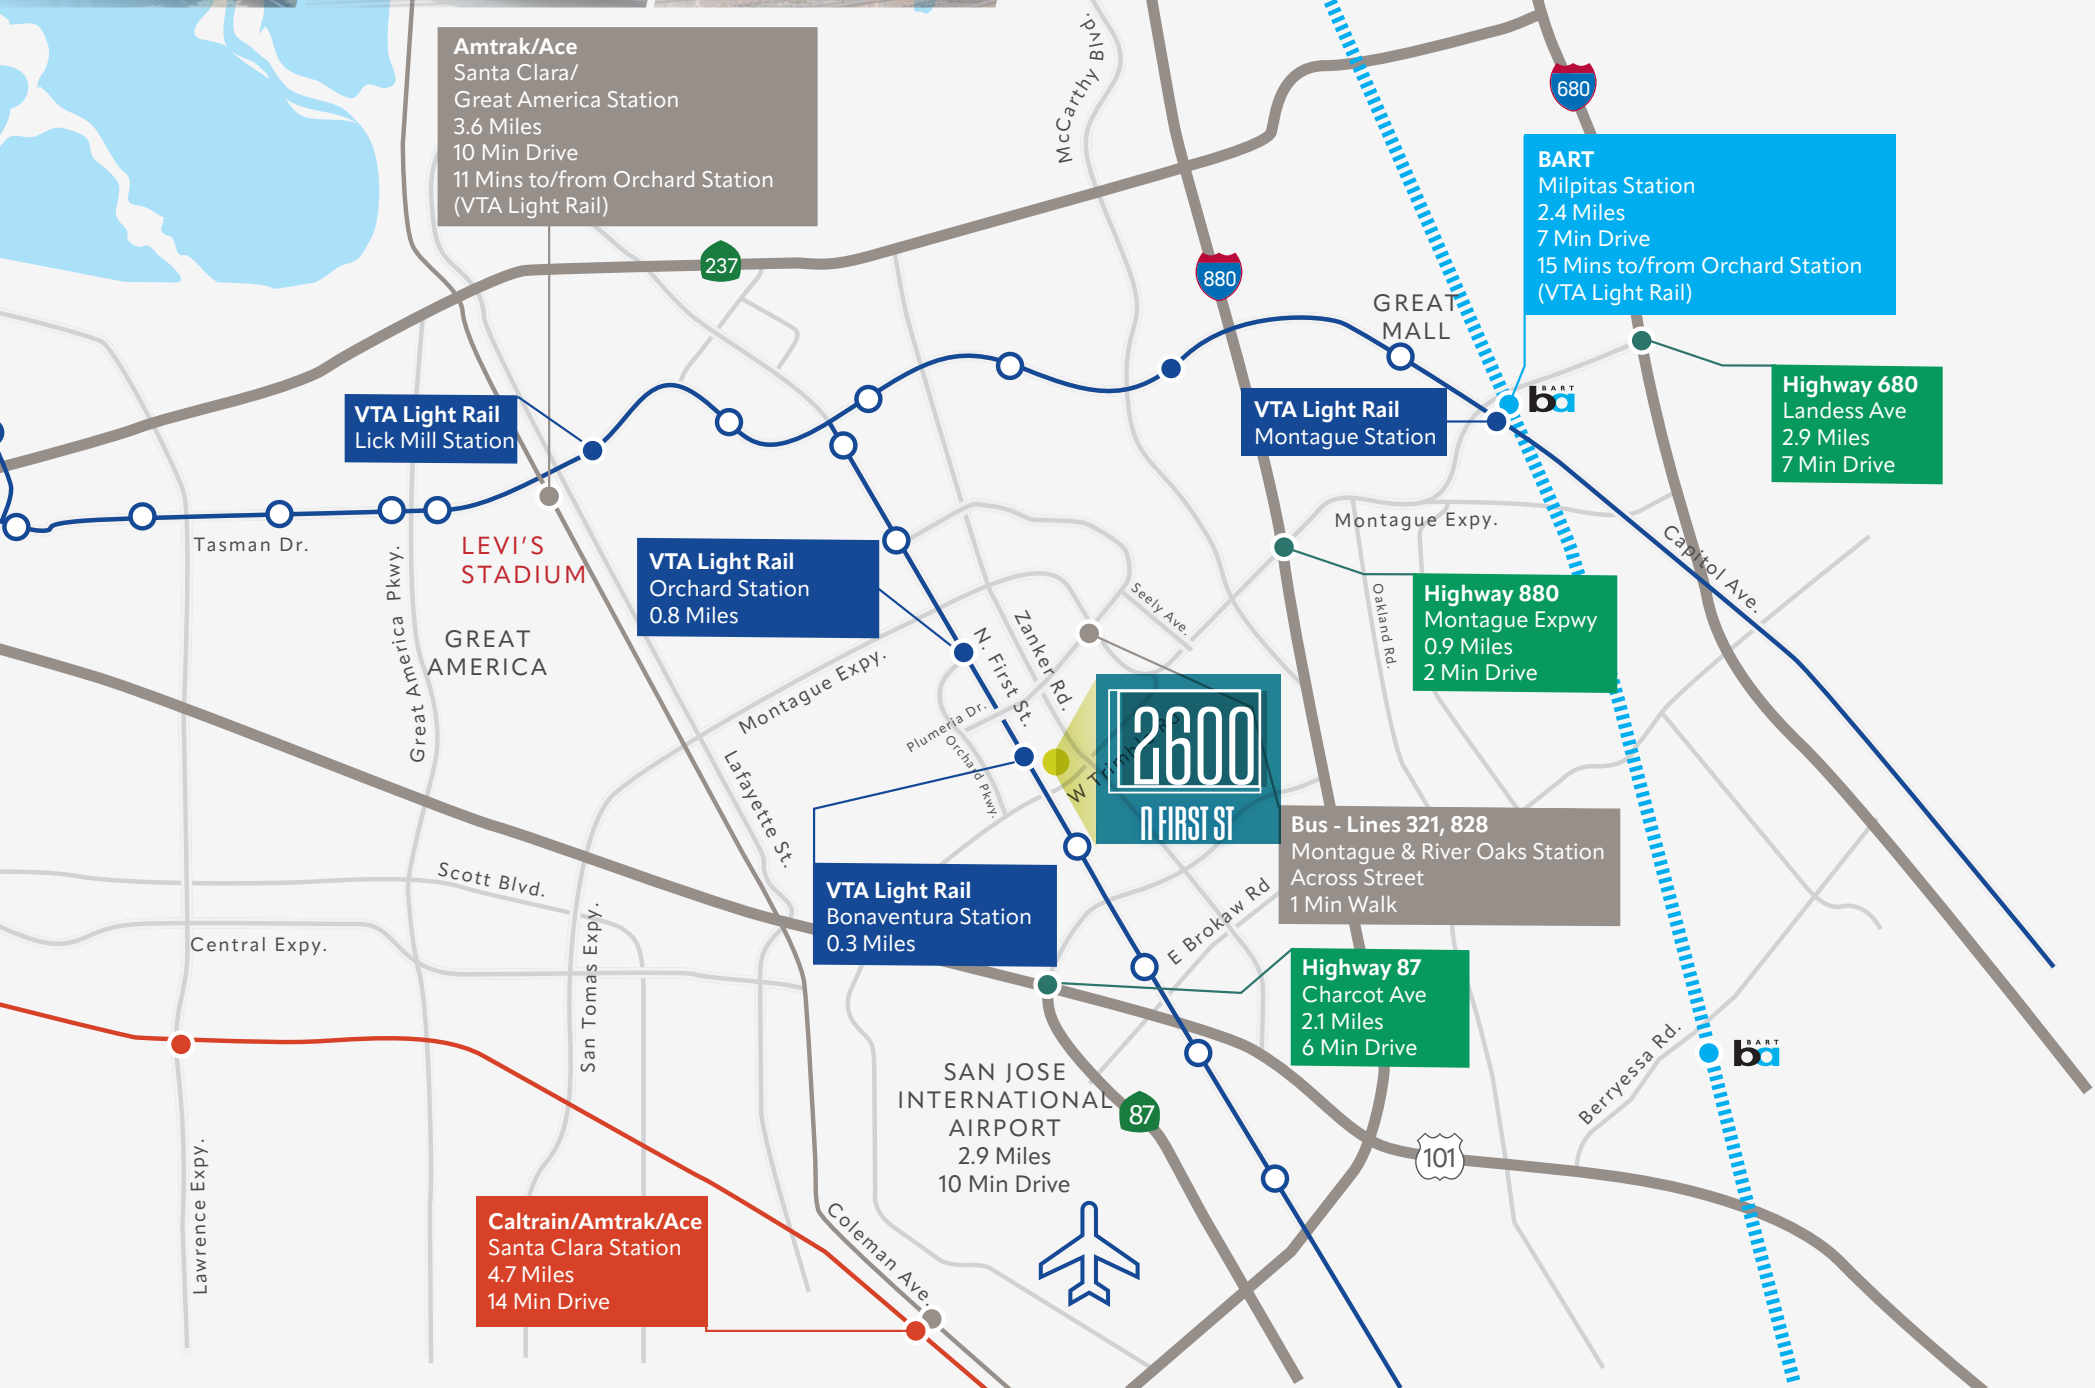 Amtrak/Ace
Santa Clara/
Great America Station
3.6 Miles
10 Min Drive
11 Mins to/from Orchard Station
(VTA Light Rail)
McCarthy Blvd.
680
BART
Milpitas Station
2.4 Miles
7 Min Drive
15 Mins to/from Orchard Station
(VTA Light Rail)
237
880
GREAT
MALL
VTA Light Rail
Lick Mill Station
VTA Light Rail
Montague Station
BART
ba
Highway 680
Landess Ave
2.9 Miles
7 Min Drive
Tasman Dr.
LEVI'S
STADIUM
Montague Expy.
Capitol Ave.
VTA Light Rail
Orchard Station
0.8 Miles
Great America Pkwy.
GREAT
AMERICA
Seely Ave.
Zanker Rd.
N. First St.
Oakland Rd.
Highway 880
Montague Expwy
0.9 Miles
2 Min Drive
Montague Expy.
Plumeria Dr.
Orchard Pkwy.
W Trimble Rd
2600
N FIRST ST
Lafayette St.
Bus - Lines 321, 828
Montague & River Oaks Station
Across Street
1 Min Walk
Scott Blvd.
VTA Light Rail
Bonaventura Station
0.3 Miles
E Brokaw Rd
Central Expy.
San Tomas Expy.
Highway 87
Charcot Ave
2.1 Miles
6 Min Drive
BART
ba
Berryessa Rd.
SAN JOSE
INTERNATIONAL
AIRPORT
2.9 Miles
10 Min Drive
87
101
Lawrence Expy.
Caltrain/Amtrak/Ace
Santa Clara Station
4.7 Miles
14 Min Drive
Coleman Ave.